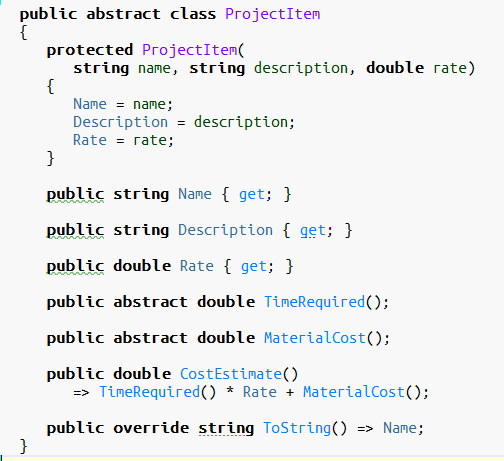 public abstract class ProjectItem
{
protected ProjectItem(
string name, string description, double rate)
{
Name = name;
Description = description;
Rate = rate;
}
public string Name { get; }
public string Description { get; }
public double Rate { get; }
public abstract double TimeRequired();
public abstract double MaterialCost();
public double CostEstimate()
=> TimeRequired() * Rate + MaterialCost();
public override string ToString() => Name;
}